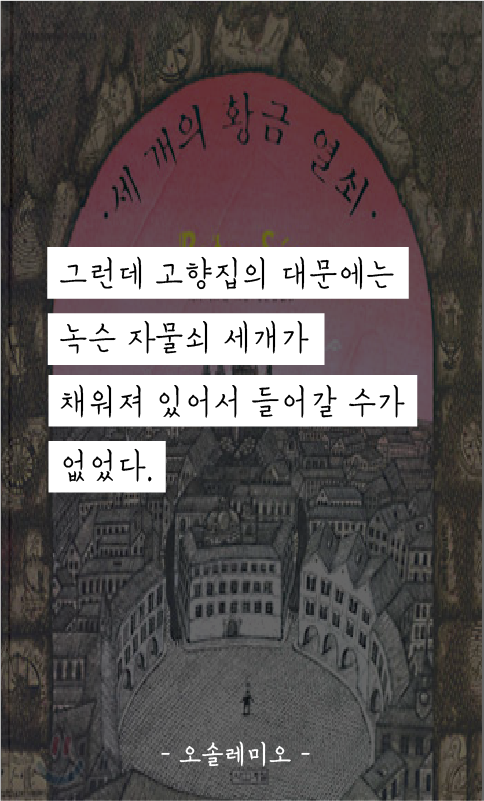 ·세 개의 황금 열쇠·
그런데 고향집의 대문에는
녹슨 자물쇠 세개가
채워져 있어서 들어갈 수가
없었다.
- 오솔레미오 -